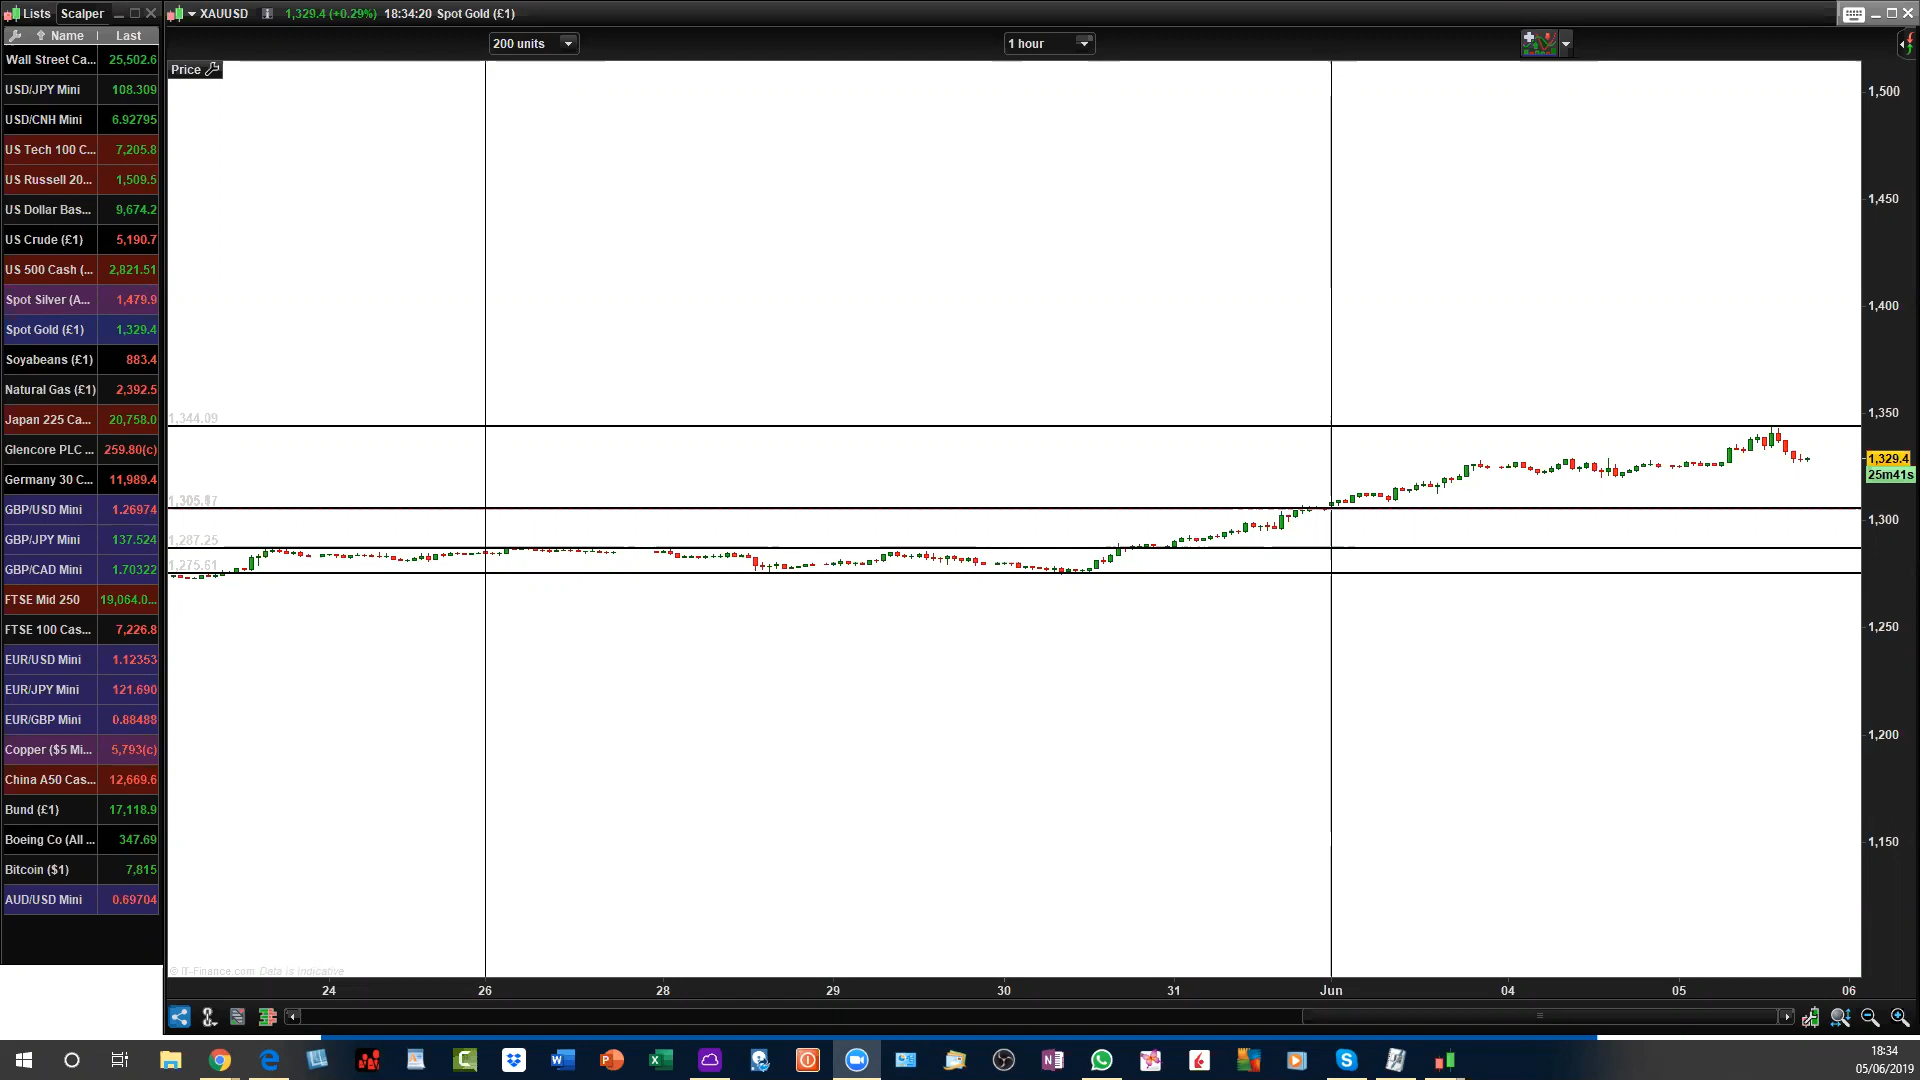 Lists Scalper
Name Last
Wall Street Ca... 25,502.6
USD/JPY Mini 108.309
USD/CNH Mini 6.92795
US Tech 100 C... 7,205.8
US Russell 20... 1,509.5
US Dollar Bas... 9,674.2
US Crude (£1) 5,190.7
US 500 Cash (... 2,821.51
Spot Silver (A... 1,479.9
Spot Gold (£1) 1,329.4
Soyabeans (£1) 883.4
Natural Gas (£1) 2,392.5
Japan 225 Ca... 20,758.0
Glencore PLC ... 259.80(c)
Germany 30 C... 11,989.4
GBP/USD Mini 1.26974
GBP/JPY Mini 137.524
GBP/CAD Mini 1.70322
FTSE Mid 250 19,064.0...
FTSE 100 Cas... 7,226.8
EUR/USD Mini 1.12353
EUR/JPY Mini 121.690
EUR/GBP Mini 0.88488
Copper ($5 Mi... 5,793(c)
China A50 Cas... 12,669.6
Bund (£1) 17,118.9
Boeing Co (All ... 347.69
Bitcoin ($1) 7,815
AUD/USD Mini 0.69704
XAUUSD 1,329.4 (+0.29%) 18:34:20 Spot Gold (£1)
200 units 1 hour
Price
1,500
1,450
1,400
1,350
1,344.09
1,329.4
25m41s
1,300
1,287.25
1,275.61
1,250
1,200
1,150
© IT-Finance.com Data is indicative
24 26 28 29 30 31 Jun 04 05 06
18:34
05/06/2019